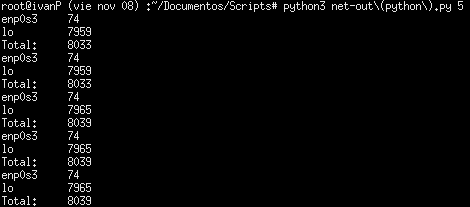 root@ivanP (vie nov 08) :~/Documentos/Scripts# python3 net-out\(python\).py 5
enp0s3 74
lo 7959
Total: 8033
enp0s3 74
lo 7959
Total: 8033
enp0s3 74
lo 7965
Total: 8039
enp0s3 74
lo 7965
Total: 8039
enp0s3 74
lo 7965
Total: 8039